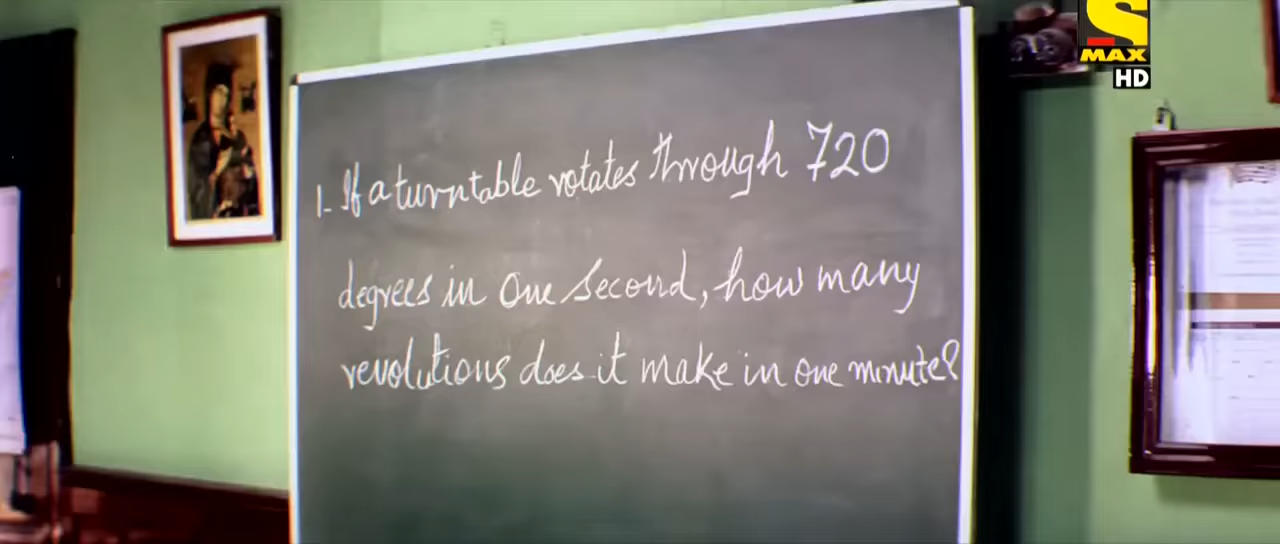 S
MAX
HD
1- If a turntable rotates through 720
degrees in one second, how many
revolutions does it make in one minute?